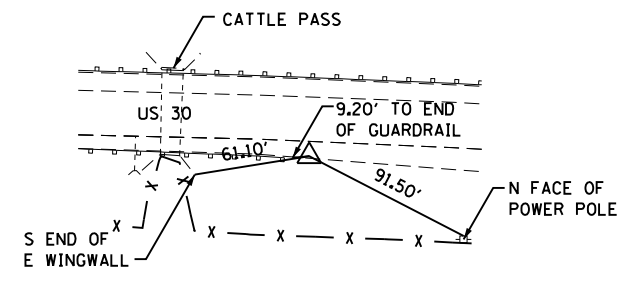 CATTLE PASS
US 30
9.20' TO END
OF GUARDRAIL
61.10'
91.50'
N FACE OF
POWER POLE
X
X
X
X
X
X
X
S END OF
E WINGWALL